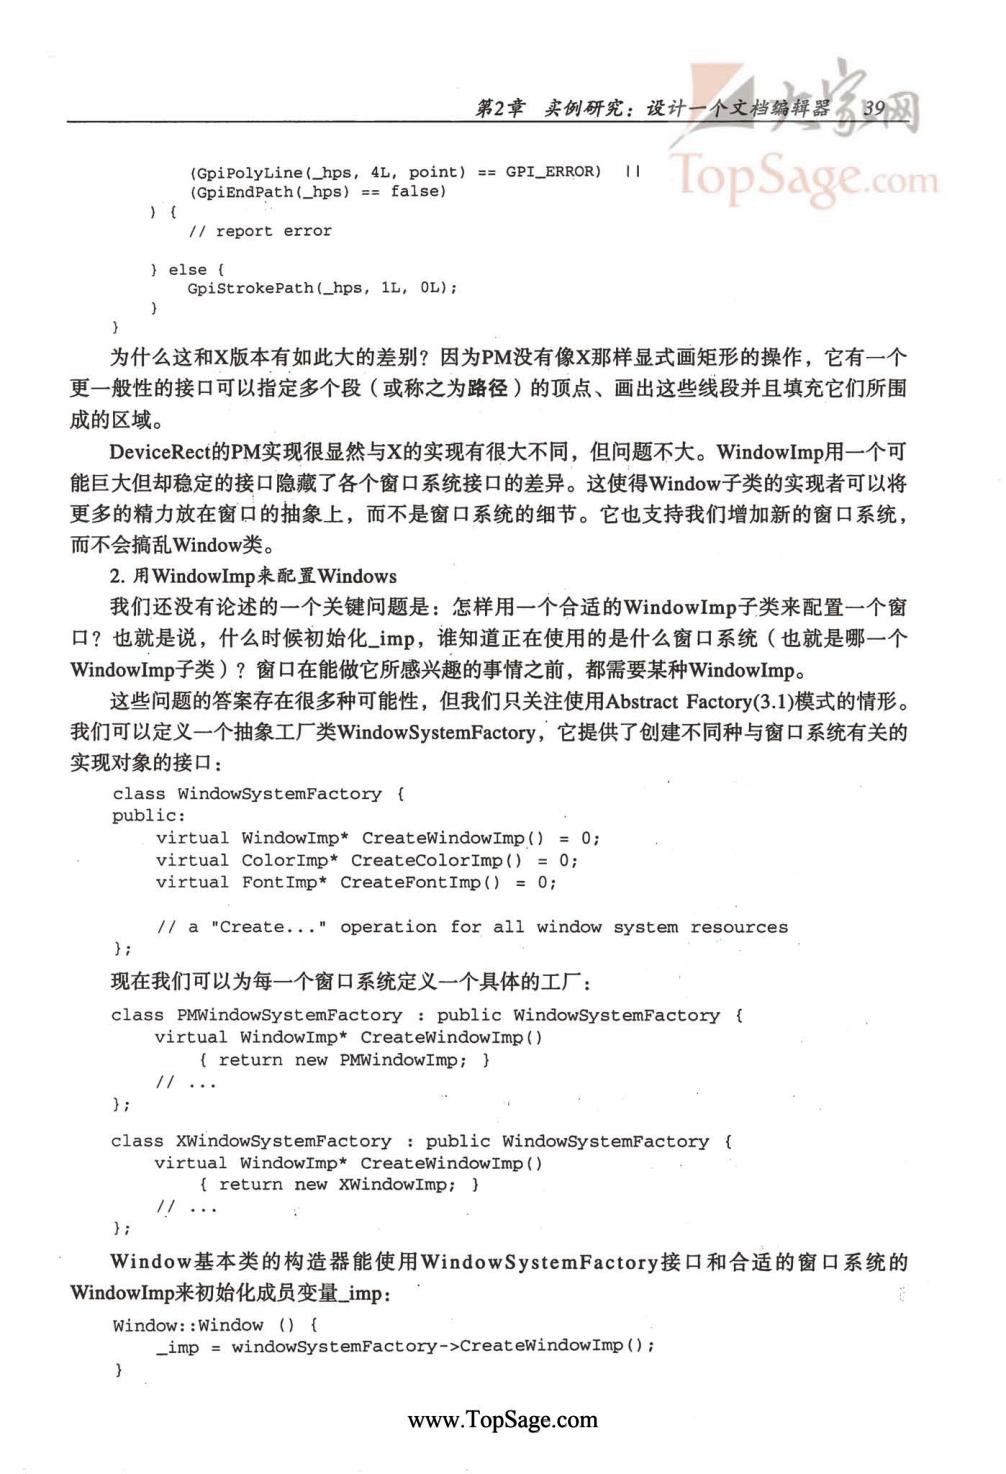 大家网
TopSage.com
第2章 实例研究：设计一个文档编辑器 39
(GpiPolyLine(_hps, 4L, point) == GPI_ERROR) ||
(GpiEndPath(_hps) == false)
) {
// report error
} else {
GpiStrokePath(_hps, 1L, 0L);
}
}
为什么这和X版本有如此大的差别？因为PM没有像X那样显式画矩形的操作，它有一个
更一般性的接口可以指定多个段（或称之为路径）的顶点、画出这些线段并且填充它们所围
成的区域。
DeviceRect的PM实现很显然与X的实现有很大不同，但问题不大。WindowImp用一个可
能巨大但却稳定的接口隐藏了各个窗口系统接口的差异。这使得Window子类的实现者可以将
更多的精力放在窗口的抽象上，而不是窗口系统的细节。它也支持我们增加新的窗口系统，
而不会搞乱Window类。
2. 用WindowImp来配置Windows
我们还没有论述的一个关键问题是：怎样用一个合适的WindowImp子类来配置一个窗
口？也就是说，什么时候初始化_imp，谁知道正在使用的是什么窗口系统（也就是哪一个
WindowImp子类）？窗口在能做它所感兴趣的事情之前，都需要某种WindowImp。
这些问题的答案存在很多种可能性，但我们只关注使用Abstract Factory(3.1)模式的情形。
我们可以定义一个抽象工厂类WindowSystemFactory，它提供了创建不同种与窗口系统有关的
实现对象的接口：
class WindowSystemFactory {
public:
virtual WindowImp* CreateWindowImp() = 0;
virtual ColorImp* CreateColorImp() = 0;
virtual FontImp* CreateFontImp() = 0;
// a "Create..." operation for all window system resources
};
现在我们可以为每一个窗口系统定义一个具体的工厂：
class PMWindowSystemFactory : public WindowSystemFactory {
virtual WindowImp* CreateWindowImp()
{ return new PMWindowImp; }
// ...
};
class XWindowSystemFactory : public WindowSystemFactory {
virtual WindowImp* CreateWindowImp()
{ return new XWindowImp; }
// ...
};
Window基本类的构造器能使用WindowSystemFactory接口和合适的窗口系统的
WindowImp来初始化成员变量_imp：
Window::Window () {
_imp = windowSystemFactory->CreateWindowImp();
}
www.TopSage.com